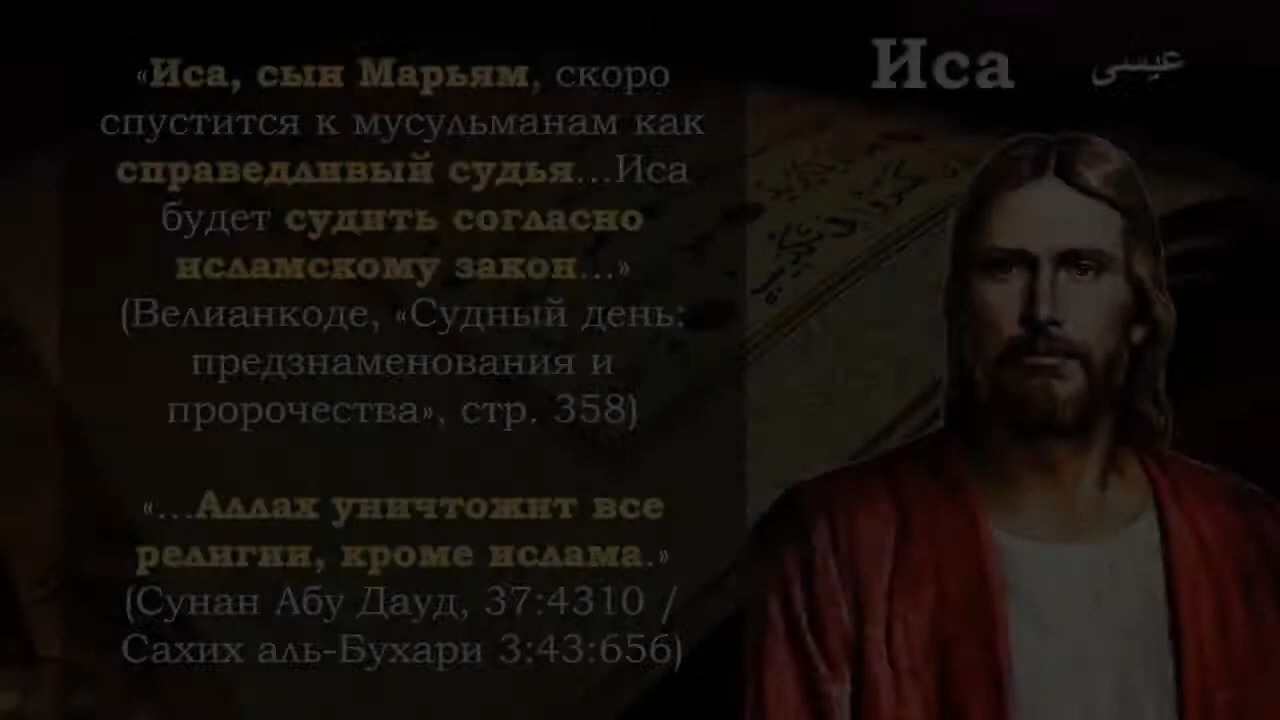 Иса عيسى
«Иса, сын Марьям, скоро
спустится к мусульманам как
справедливый судья...Иса
будет судить согласно
исламскому закон...»
(Велианкоде, «Судный день:
предзнаменования и
пророчества», стр. 358)
«...Аллах уничтожит все
религии, кроме ислама.»
(Сунан Абу Дауд, 37:4310 /
Сахих аль-Бухари 3:43:656)